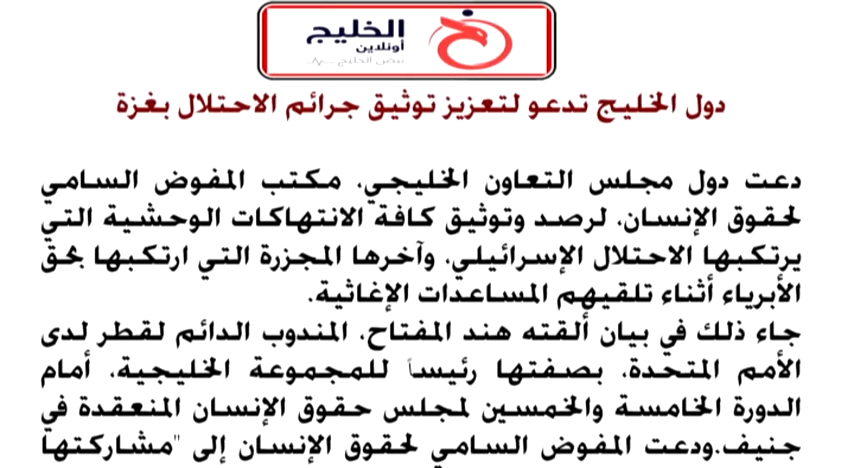 الخليج
أونلاين
نبض الخليج
دول الخليج تدعو لتعزيز توثيق جرائم الاحتلال بغزة
دعت دول مجلس التعاون الخليجي، مكتب المفوض السامي
لحقوق الإنسان، لرصد وتوثيق كافة الانتهاكات الوحشية التي
يرتكبها الاحتلال الإسرائيلي، وآخرها المجزرة التي ارتكبها بحق
الأبرياء أثناء تلقيهم المساعدات الإغاثية.
جاء ذلك في بيان ألقته هند المفتاح، المندوب الدائم لقطر لدى
الأمم المتحدة، بصفتها رئيساً للمجموعة الخليجية، أمام
الدورة الخامسة والخمسين لمجلس حقوق الإنسان المنعقدة في
جنيف.ودعت المفوض السامي لحقوق الإنسان إلى "مشاركتها